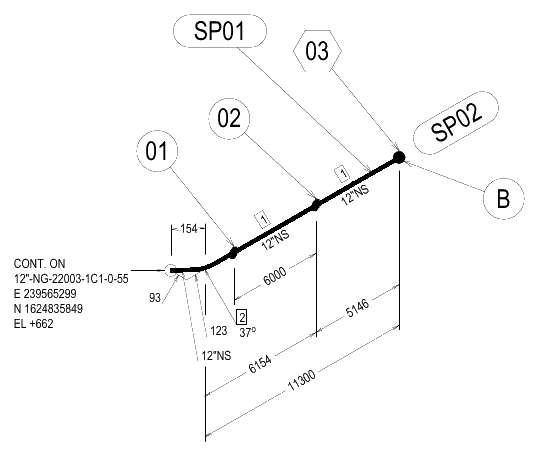 SP01
03
02
SP02
01
B
154
1
12"NS
1
12"NS
CONT. ON
12"-NG-22003-1C1-0-55
E 239565299
N 1624835849
EL +662
93
6000
2
123
37º
5146
12"NS
6154
11300